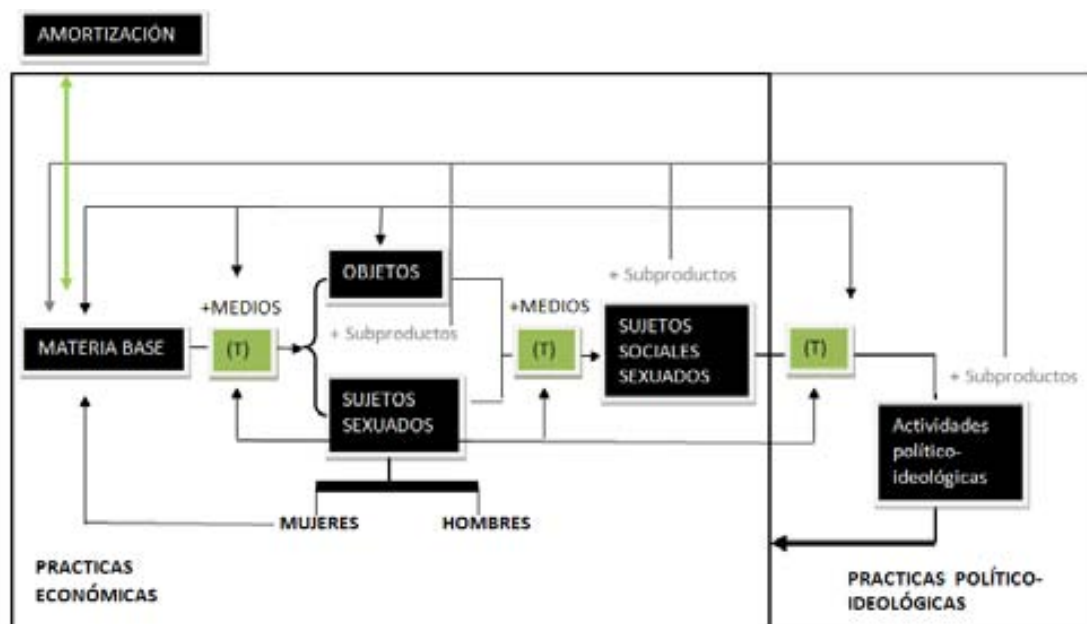 AMORTIZACIÓN
+ Subproductos
OBJETOS
+MEDIOS
+ Subproductos
+MEDIOS
MATERIA BASE
(T)
(T)
SUJETOS
SOCIALES
SEXUADOS
(T)
+ Subproductos
SUJETOS
SEXUADOS
Actividades
político-
ideológicas
MUJERES
HOMBRES
PRACTICAS
ECONÓMICAS
PRACTICAS POLÍTICO-
IDEOLÓGICAS